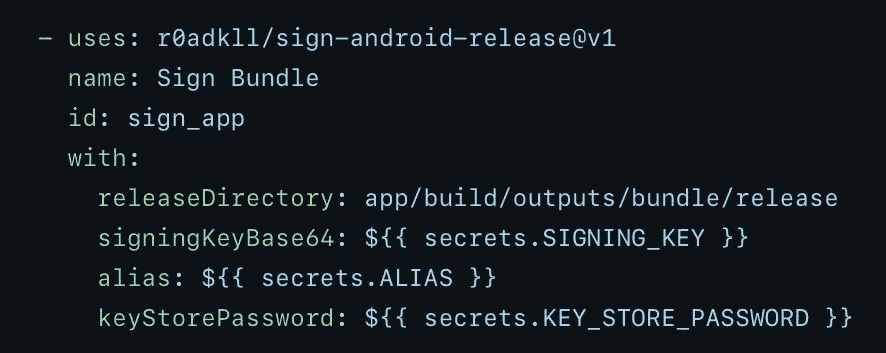 - uses: r0adkll/sign-android-release@v1
  name: Sign Bundle
  id: sign_app
  with:
    releaseDirectory: app/build/outputs/bundle/release
    signingKeyBase64: ${{ secrets.SIGNING_KEY }}
    alias: ${{ secrets.ALIAS }}
    keyStorePassword: ${{ secrets.KEY_STORE_PASSWORD }}